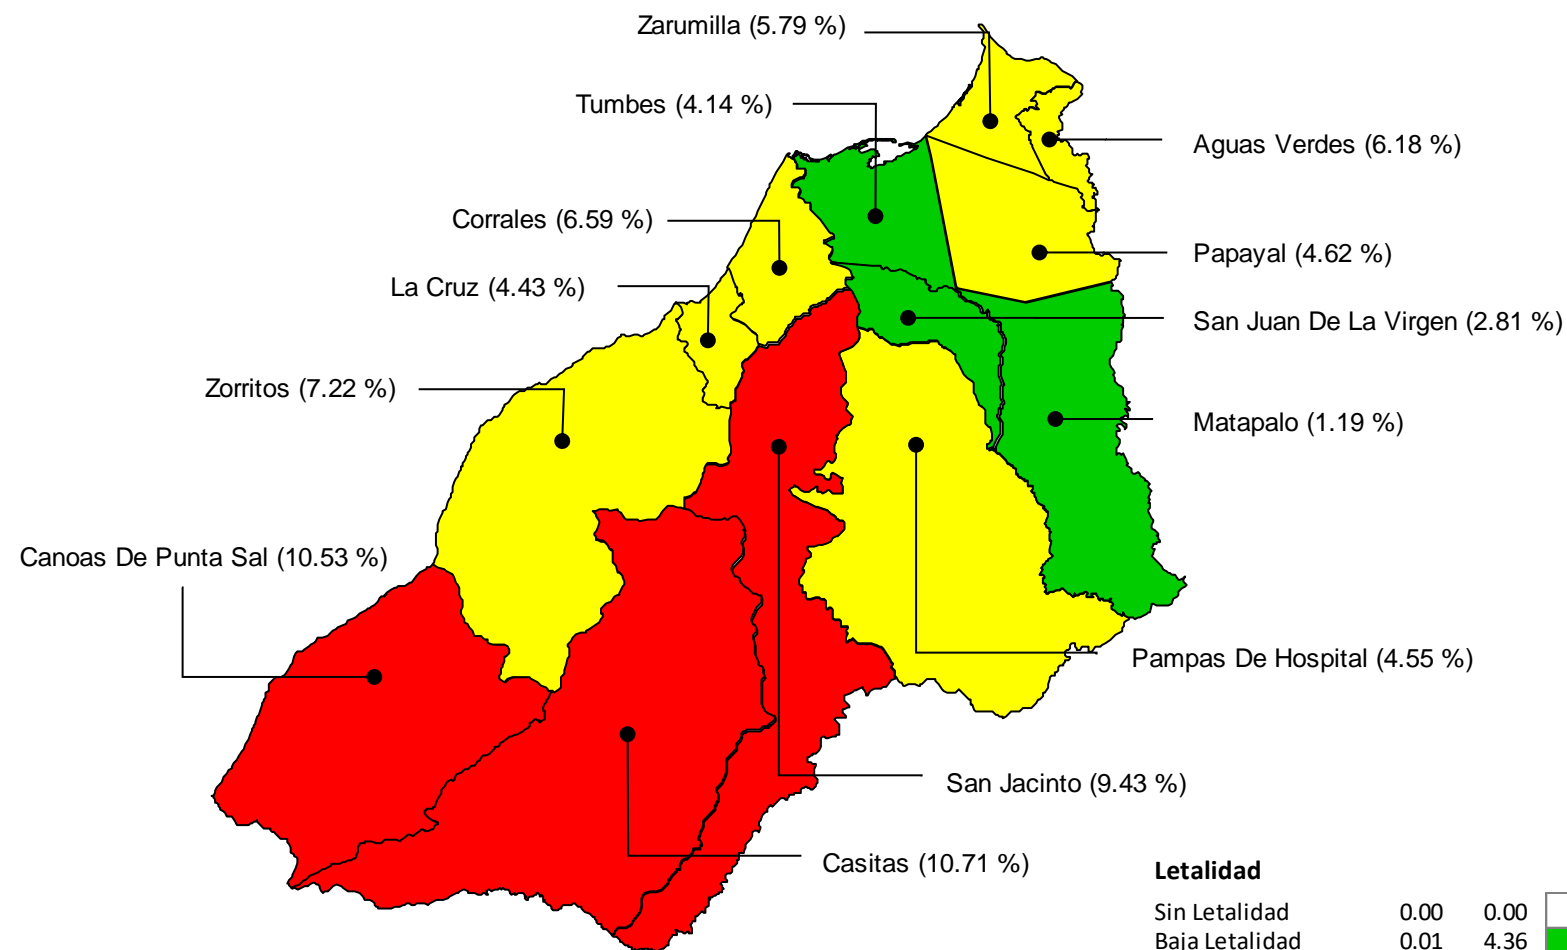 Zarumilla (5.79 %)
Tumbes (4.14 %)
Aguas Verdes (6.18 %)
Corrales (6.59 %)
Papayal (4.62 %)
La Cruz (4.43 %)
San Juan De La Virgen (2.81 %)
Zorritos (7.22 %)
Matapalo (1.19 %)
Canoas De Punta Sal (10.53 %)
Pampas De Hospital (4.55 %)
San Jacinto (9.43 %)
Casitas (10.71 %)
Letalidad
Sin Letalidad 0.00 0.00
Baja Letalidad 0.01 4.36